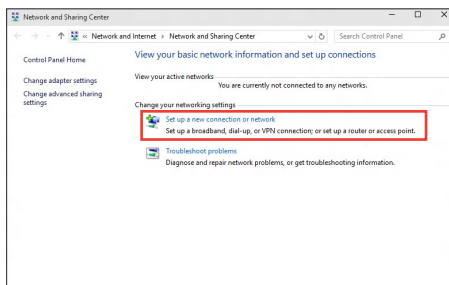 Network and Sharing Center
« Network and Internet › Network and Sharing Center
Search Control Panel
Control Panel Home
Change adapter settings
Change advanced sharing
settings
View your basic network information and set up connections
View your active networks
You are currently not connected to any networks.
Change your networking settings
Set up a new connection or network
Set up a broadband, dial-up, or VPN connection; or set up a router or access point.
Troubleshoot problems
Diagnose and repair network problems, or get troubleshooting information.